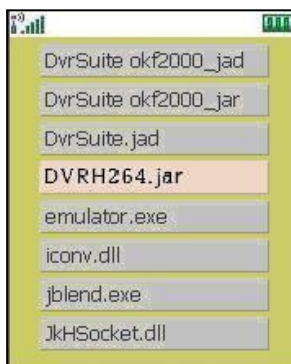 DvrSuite okf2000_jad
DvrSuite okf2000_jar
DvrSuite.jad
DVRH264.jar
emulator.exe
iconv.dll
jblend.exe
JkHSocket.dll